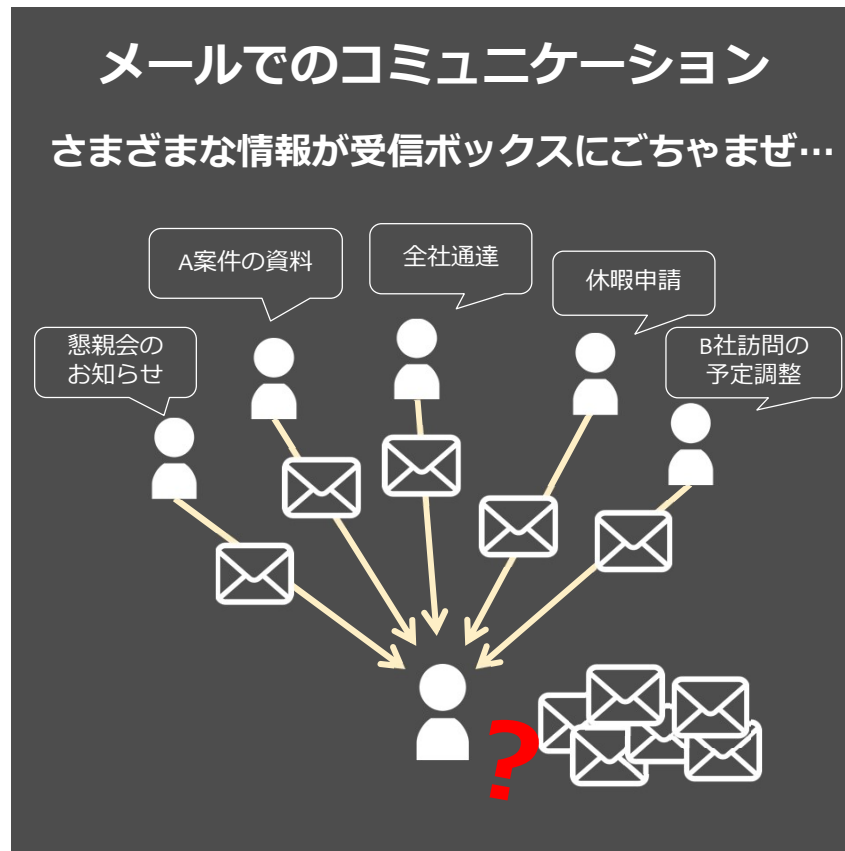 メールでのコミュニケーション
さまざまな情報が受信ボックスにごちゃまぜ…
A案件の資料
全社通達
休暇申請
懇親会の
お知らせ
B社訪問の
予定調整
?